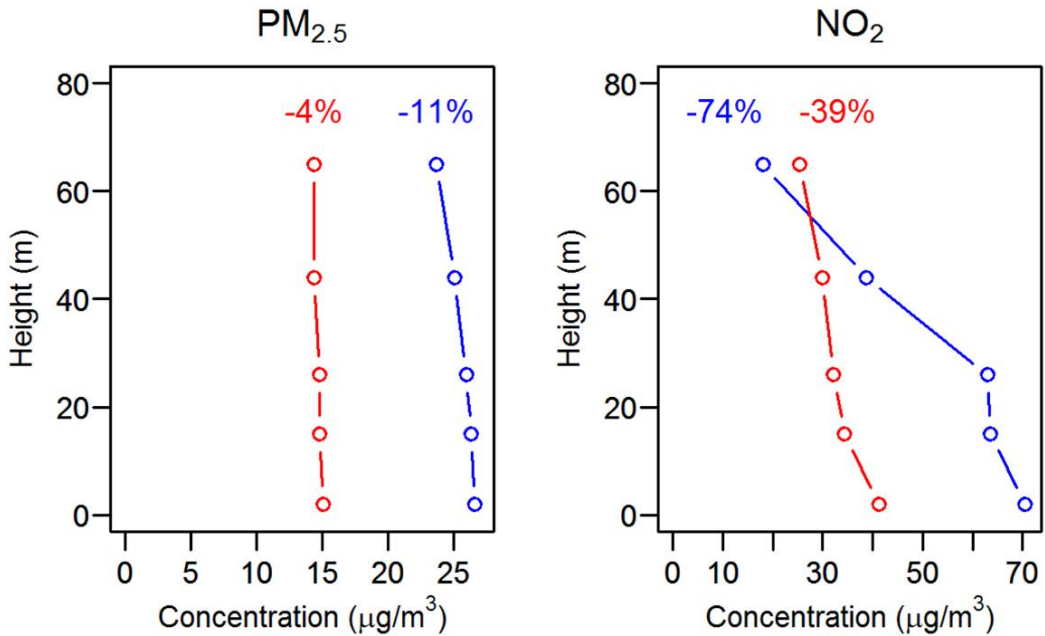 PM₂.₅
-4% -11%
80
60
40
20
0
Height (m)
0 5 10 15 20 25
Concentration (μg/m³)
NO₂
-74% -39%
80
60
40
20
0
Height (m)
0 10 30 50 70
Concentration (μg/m³)